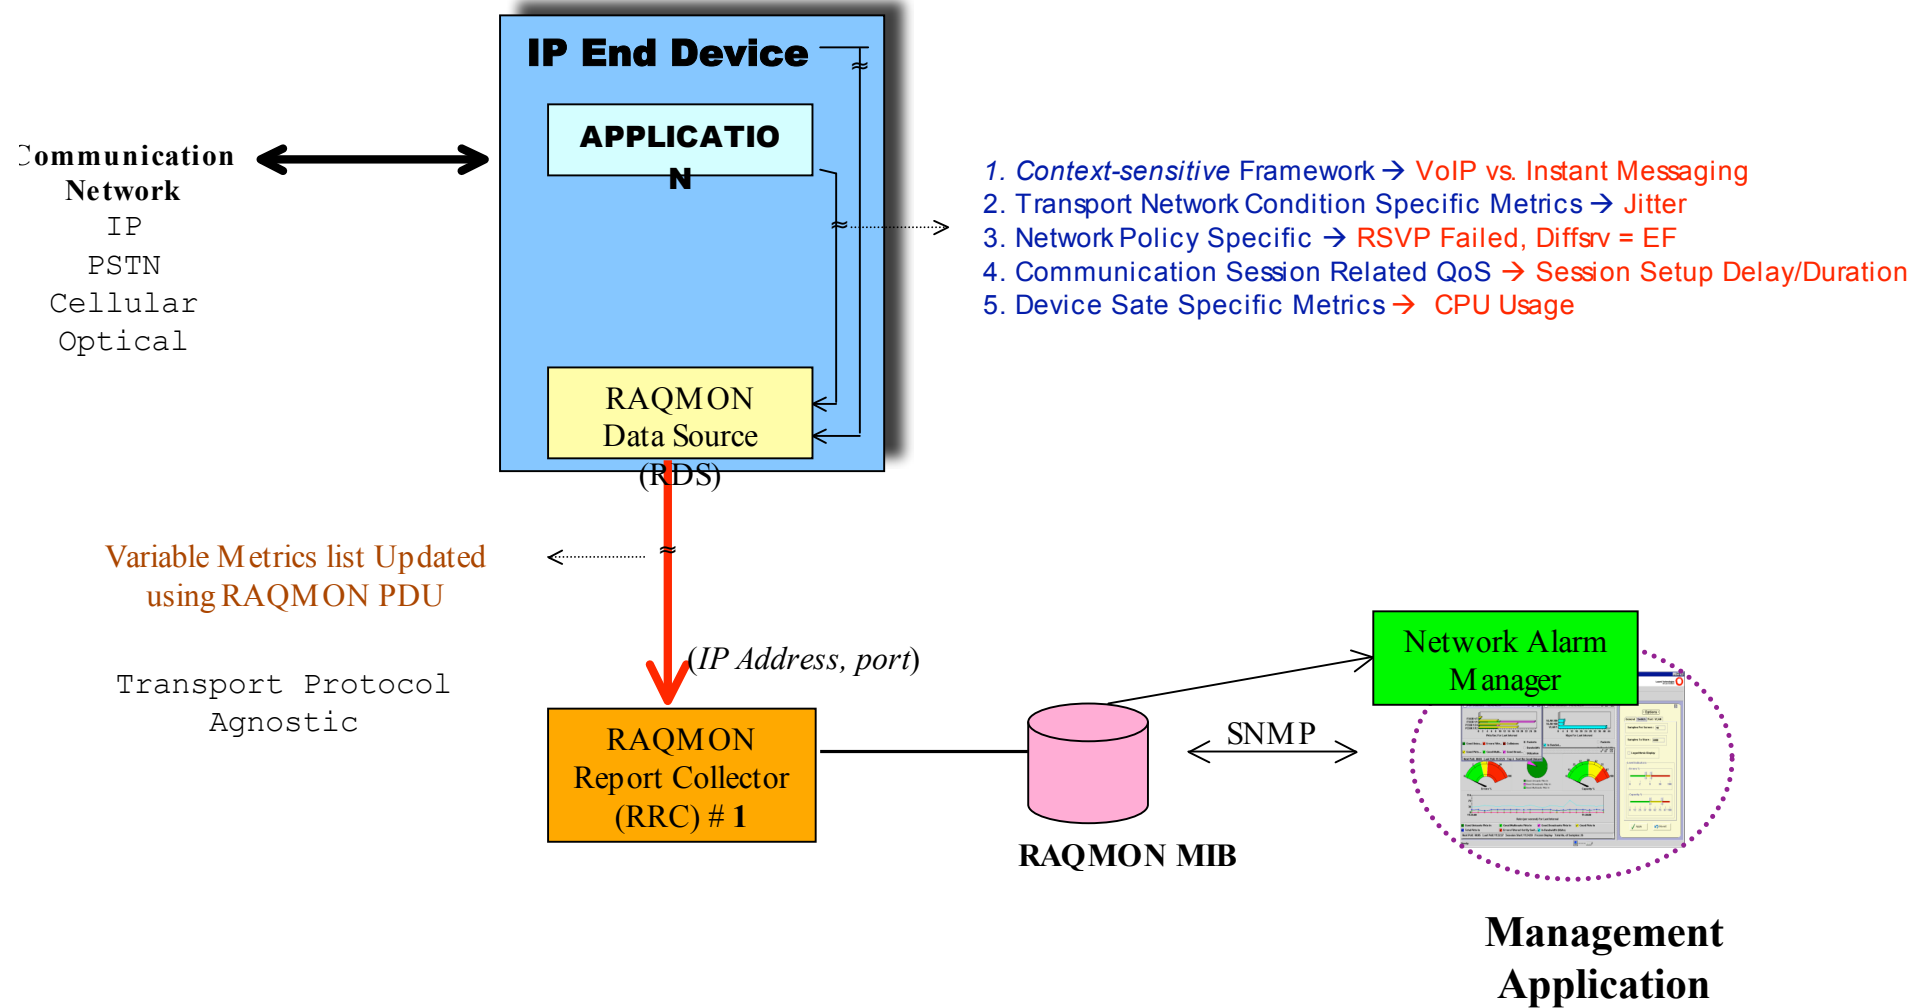 IP End Device
APPLICATIO
N
Communication
Network
IP
PSTN
Cellular
Optical
1. Context-sensitive Framework → VoIP vs. Instant Messaging
2. Transport Network Condition Specific Metrics → Jitter
3. Network Policy Specific → RSVP Failed, Diffsrv = EF
4. Communication Session Related QoS → Session Setup Delay/Duration
5. Device Sate Specific Metrics → CPU Usage
RAQMON
Data Source
(RDS)
Variable Metrics list Updated
using RAQMON PDU
Transport Protocol
Agnostic
(IP Address, port)
RAQMON
Report Collector
(RRC) # 1
RAQMON MIB
SNMP
Network Alarm
Manager
Options
Management
Application